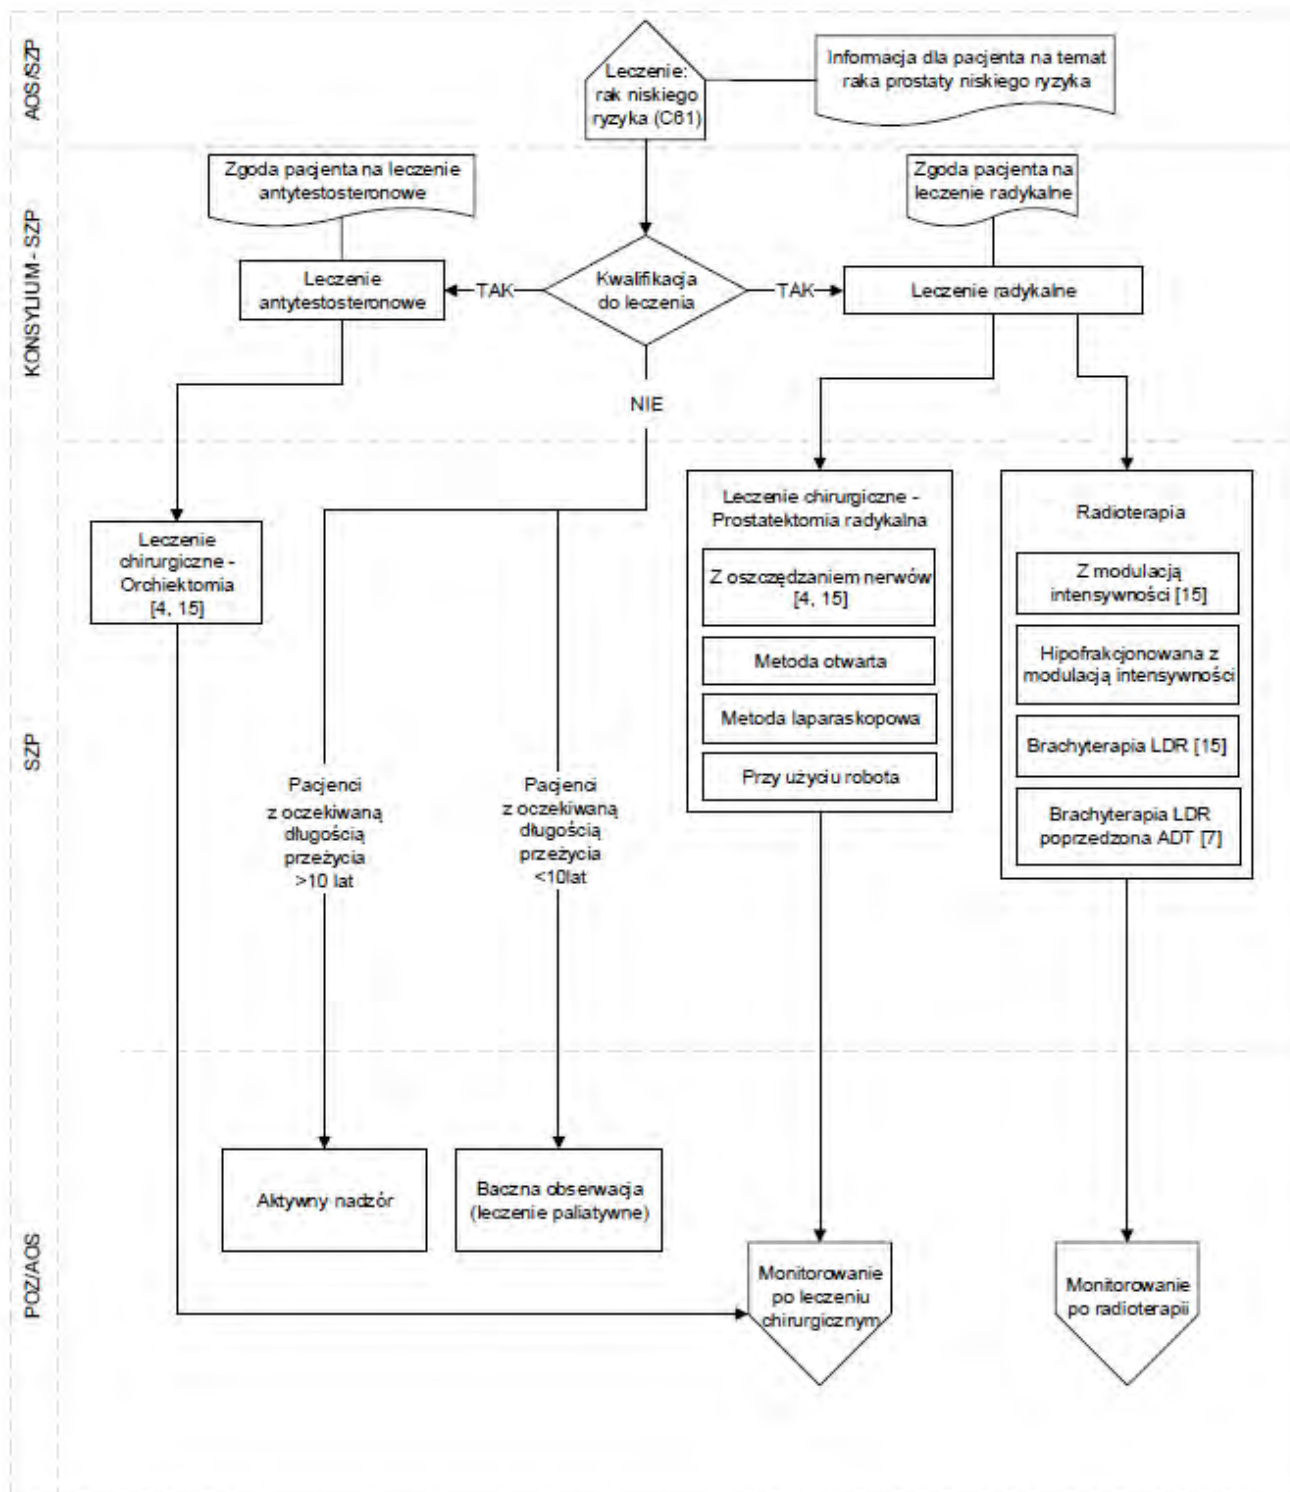 AOS/SZP
Leczenie:
rak niskiego
ryzyka (C61)
Informacja dla pacjenta na temat
raka prostaty niskiego ryzyka
KONSYLIUM - SZP
Zgoda pacjenta na leczenie
antytestosteronowe
Zgoda pacjenta na
leczenie radykalne
Leczenie
antytestosteronowe
TAK
Kwalifikacja
do leczenia
TAK
Leczenie radykalne
NIE
SZP
Leczenie
chirurgiczne -
Orchiektomia
[4, 15]
Pacjenci
z oczekiwaną
długością
przeżycia
>10 lat
Pacjenci
z oczekiwaną
długością
przeżycia
<10lat
Leczenie chirurgiczne -
Prostatektomia radykalna
Z oszczędzaniem nerwów
[4, 15]
Metoda otwarta
Metoda laparaskopowa
Przy użyciu robota
Radioterapia
Z modulacją
intensywności [15]
Hipofrakcjonowana z
modulacją intensywności
Brachyterapia LDR [15]
Brachyterapia LDR
poprzedzona ADT [7]
POZ/AOS
Aktywny nadzór
Baczna obserwacja
(leczenie paliatywne)
Monitorowanie
po leczeniu
chirurgicznym
Monitorowanie
po radioterapii